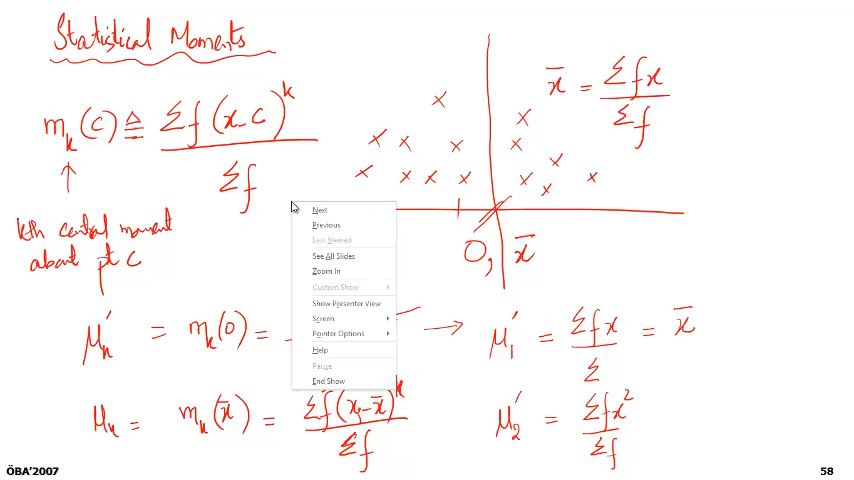 Statistical Moments
m_k(c) ≜ Σf(x-c)^k / Σf
x̄ = Σfx / Σf
kth central moment
about pt C
0, x̄
Next
Previous
Last Viewed
See All Slides
Zoom In
Custom Show
Show Presenter View
Screen
Pointer Options
Help
Pause
End Show
μ'_k = m_k(0) =
→ μ'_1 = Σfx / Σ = x̄
μ_k = m_k(x̄) = Σf(x-x̄)^k / Σf
μ'_2 = Σfx² / Σf
ÖBA'2007
58